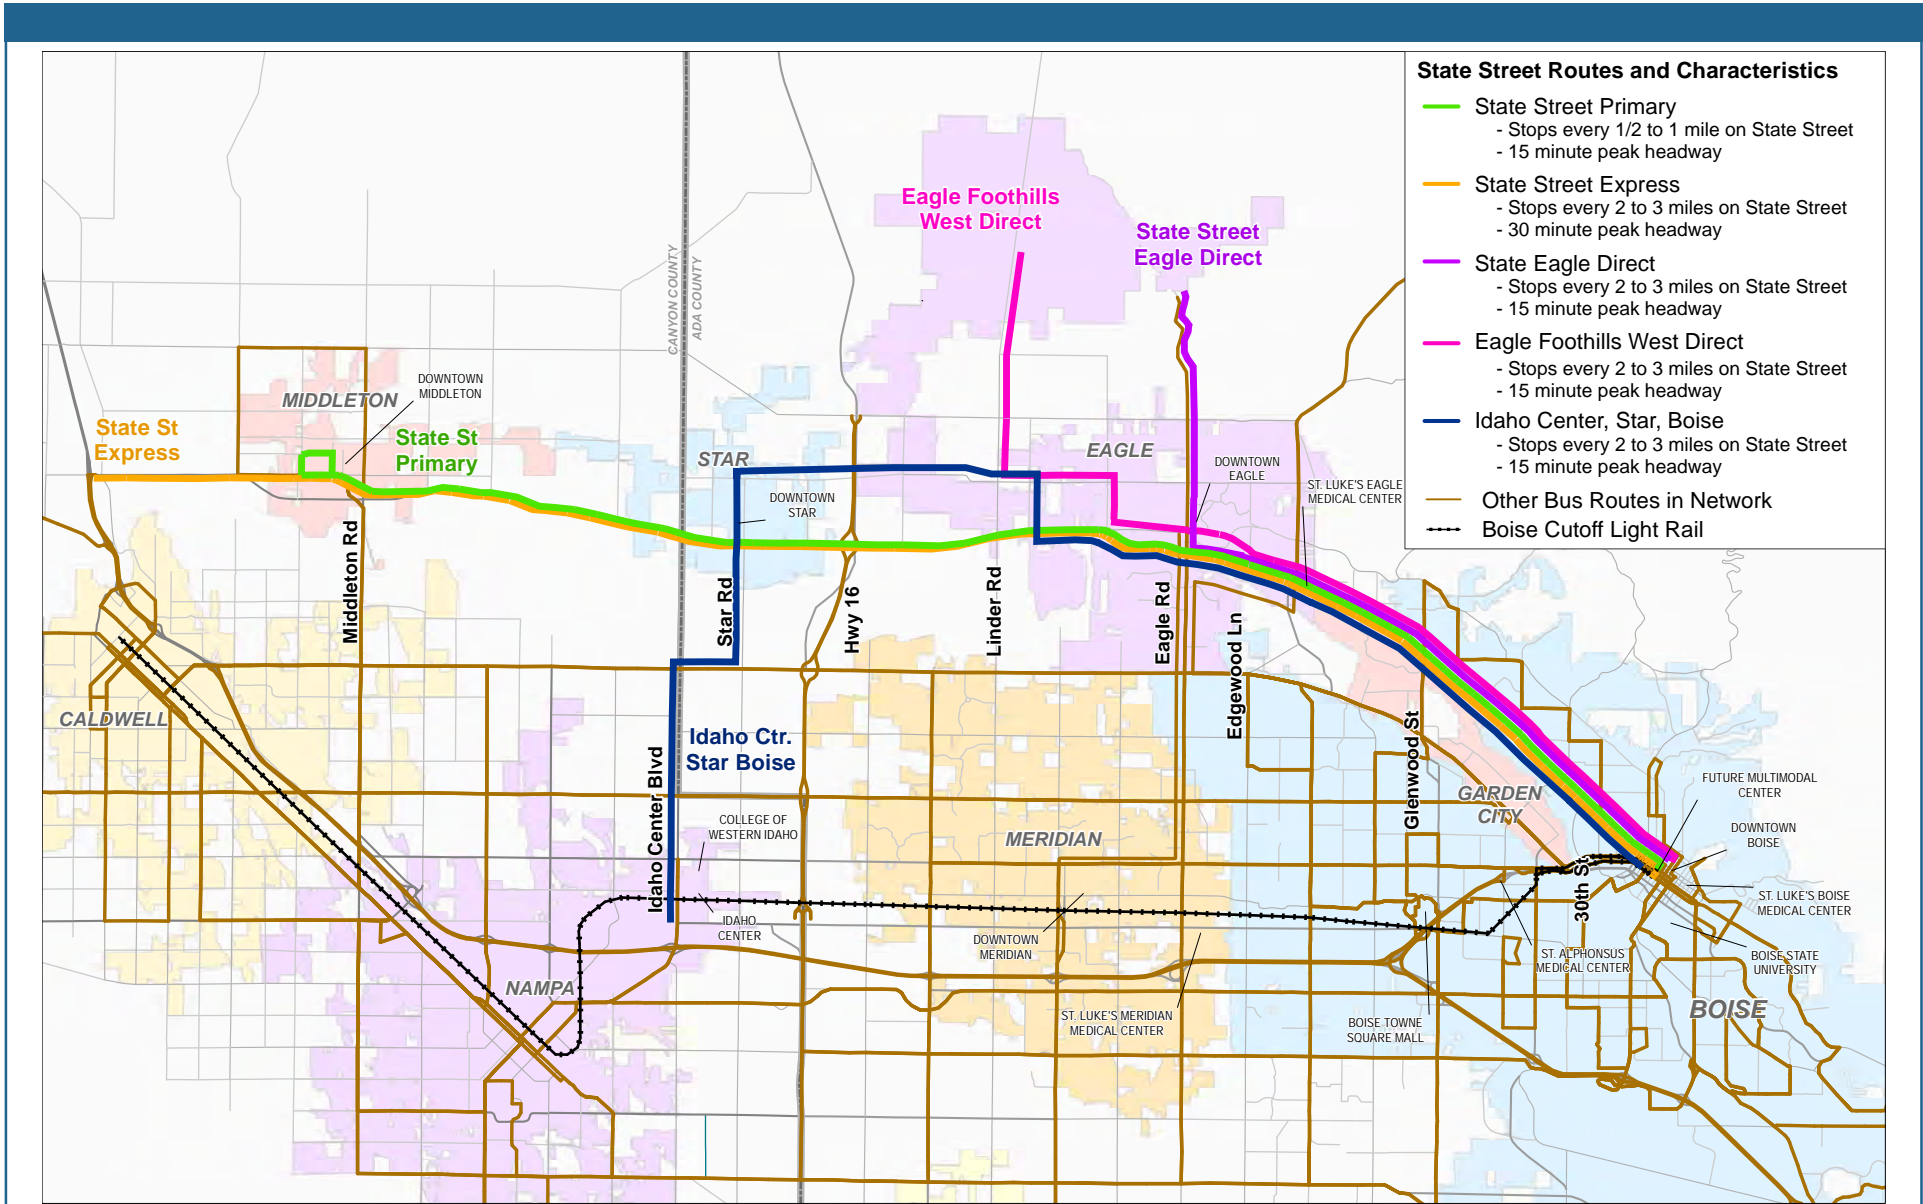 State Street Routes and Characteristics
State Street Primary
- Stops every 1/2 to 1 mile on State Street
- 15 minute peak headway
State Street Express
- Stops every 2 to 3 miles on State Street
- 30 minute peak headway
State Eagle Direct
- Stops every 2 to 3 miles on State Street
- 15 minute peak headway
Eagle Foothills West Direct
- Stops every 2 to 3 miles on State Street
- 15 minute peak headway
Idaho Center, Star, Boise
- Stops every 2 to 3 miles on State Street
- 15 minute peak headway
Other Bus Routes in Network
Boise Cutoff Light Rail
Eagle Foothills
West Direct
State Street
Eagle Direct
CANYON COUNTY
ADA COUNTY
DOWNTOWN
MIDDLETON
MIDDLETON
State St
Express
State St
Primary
STAR
EAGLE
DOWNTOWN
EAGLE
ST. LUKE'S EAGLE
MEDICAL CENTER
DOWNTOWN
STAR
Middleton Rd
Star Rd
Hwy 16
Linder Rd
Eagle Rd
Edgewood Ln
CALDWELL
Idaho Ctr.
Star Boise
Idaho Center Blvd
Glenwood St
GARDEN
CITY
FUTURE MULTIMODAL
CENTER
DOWNTOWN
BOISE
COLLEGE OF
WESTERN IDAHO
MERIDIAN
30th St
ST. LUKE'S BOISE
MEDICAL CENTER
IDAHO
CENTER
DOWNTOWN
MERIDIAN
ST. ALPHONSUS
MEDICAL CENTER
BOISE STATE
UNIVERSITY
NAMPA
ST. LUKE'S MERIDIAN
MEDICAL CENTER
BOISE TOWNE
SQUARE MALL
BOISE